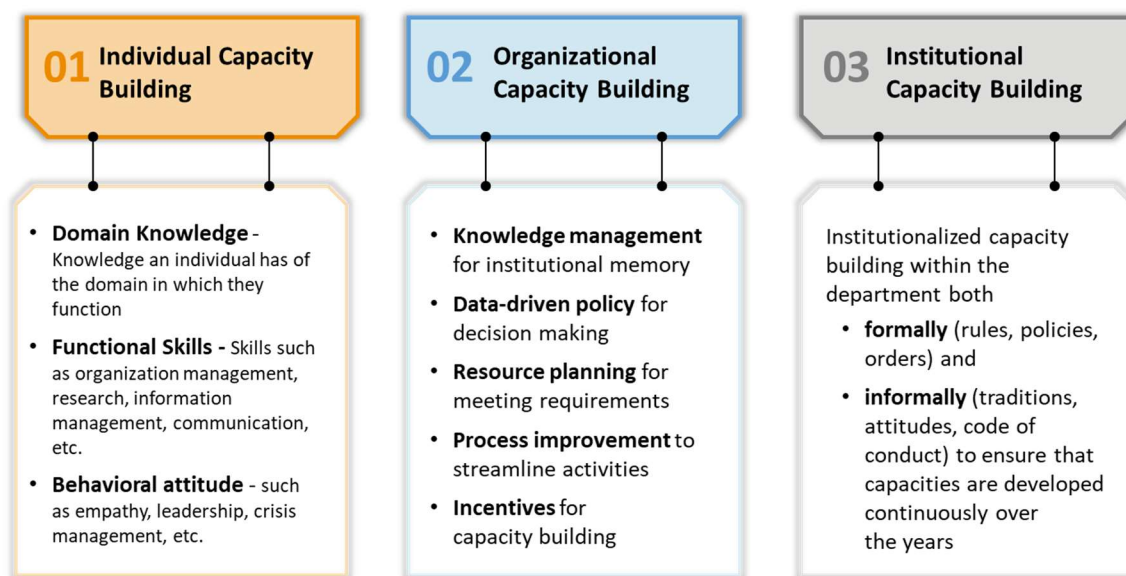 01 Individual Capacity
Building
• Domain Knowledge -
Knowledge an individual has of
the domain in which they
function
• Functional Skills - Skills such
as organization management,
research, information
management, communication,
etc.
• Behavioral attitude - such
as empathy, leadership, crisis
management, etc.
02 Organizational
Capacity Building
• Knowledge management
for institutional memory
• Data-driven policy for
decision making
• Resource planning for
meeting requirements
• Process improvement to
streamline activities
• Incentives for
capacity building
03 Institutional
Capacity Building
Institutionalized capacity
building within the
department both
• formally (rules, policies,
orders) and
• informally (traditions,
attitudes, code of
conduct) to ensure that
capacities are developed
continuously over
the years